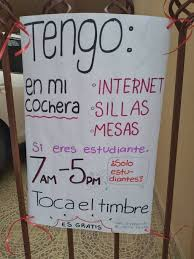 TENGO:
EN MI
COCHERA
· INTERNET
· SILLAS
· MESAS
Si eres estudiante.
7AM-5PM
¿Solo
estu-
diantes?
TOCA el timbre
ES GRATIS